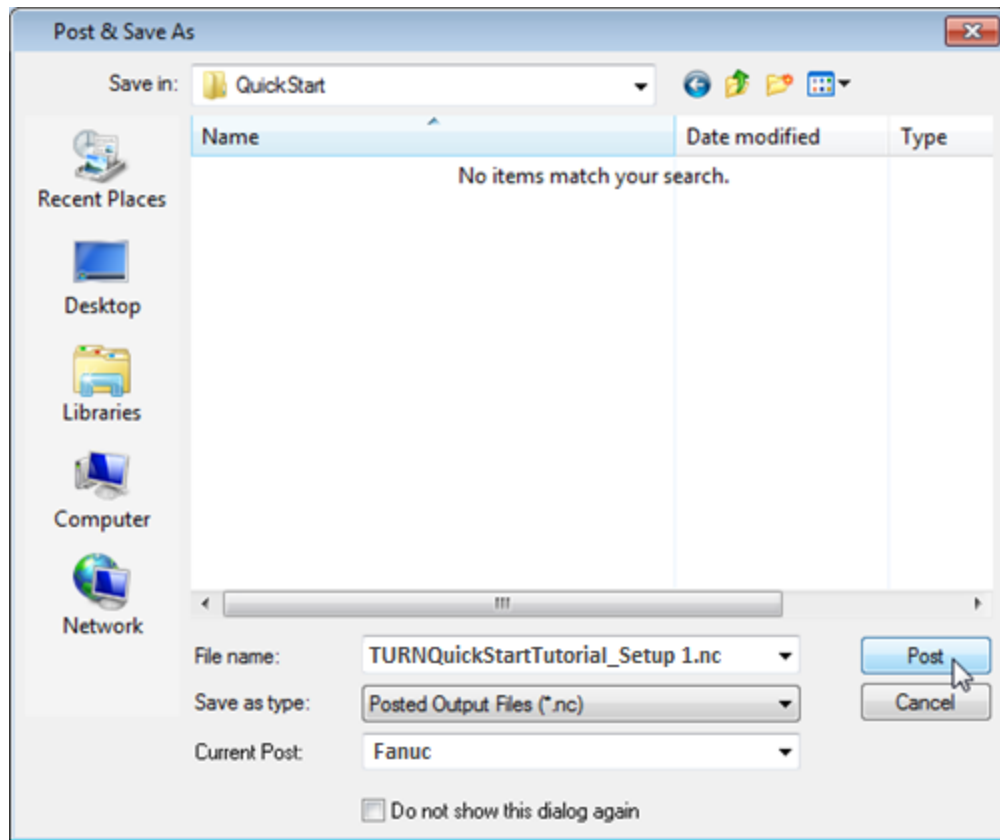 Post & Save As
Save in: QuickStart
Name Date modified Type
No items match your search.
Recent Places
Desktop
Libraries
Computer
Network
File name: TURNQuickStartTutorial_Setup 1.nc Post
Save as type: Posted Output Files (*.nc) Cancel
Current Post: Fanuc
Do not show this dialog again